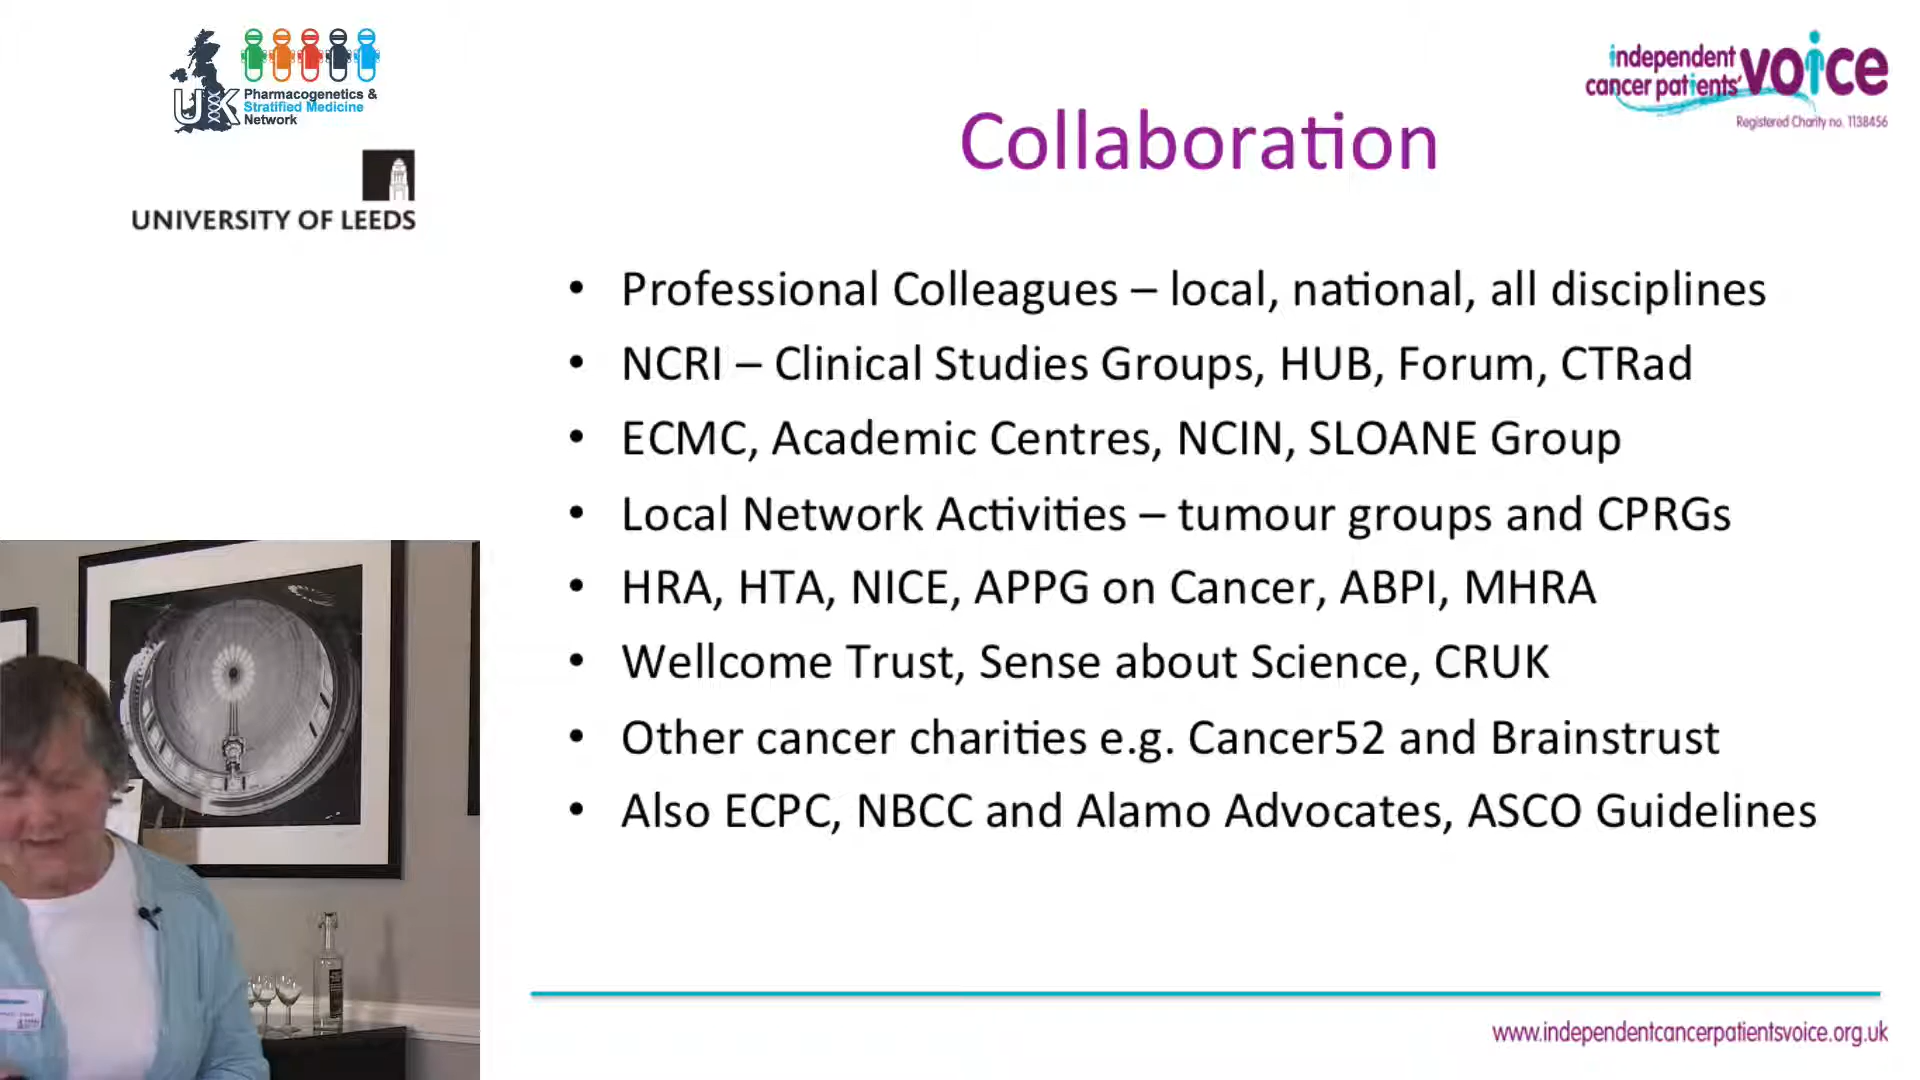 UK
Pharmacogenetics &
Stratified Medicine
Network
UNIVERSITY OF LEEDS
independent
cancer patients'
voice
Registered Charity no. 1138456
Collaboration
• Professional Colleagues – local, national, all disciplines
• NCRI – Clinical Studies Groups, HUB, Forum, CTRad
• ECMC, Academic Centres, NCIN, SLOANE Group
• Local Network Activities – tumour groups and CPRGs
• HRA, HTA, NICE, APPG on Cancer, ABPI, MHRA
• Wellcome Trust, Sense about Science, CRUK
• Other cancer charities e.g. Cancer52 and Brainstrust
• Also ECPC, NBCC and Alamo Advocates, ASCO Guidelines
www.independentcancerpatientsvoice.org.uk